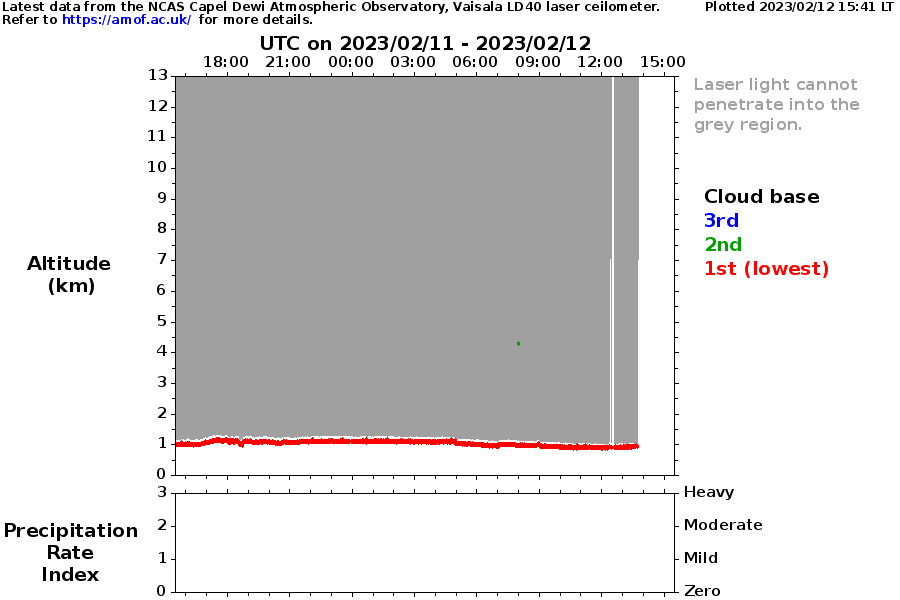 Latest data from the NCAS Capel Dewi Atmospheric Observatory, Vaisala LD40 laser ceilometer.
Plotted 2023/02/12 15:41 LT
Refer to https://amof.ac.uk/ for more details.
UTC on 2023/02/11 - 2023/02/12
18:00 21:00 00:00 03:00 06:00 09:00 12:00 15:00
13
12
11
10
9
8
7
6
5
4
3
2
1
0
Altitude
(km)
Laser light cannot
penetrate into the
grey region.
Cloud base
3rd
2nd
1st (lowest)
3
2
1
0
Precipitation
Rate
Index
Heavy
Moderate
Mild
Zero